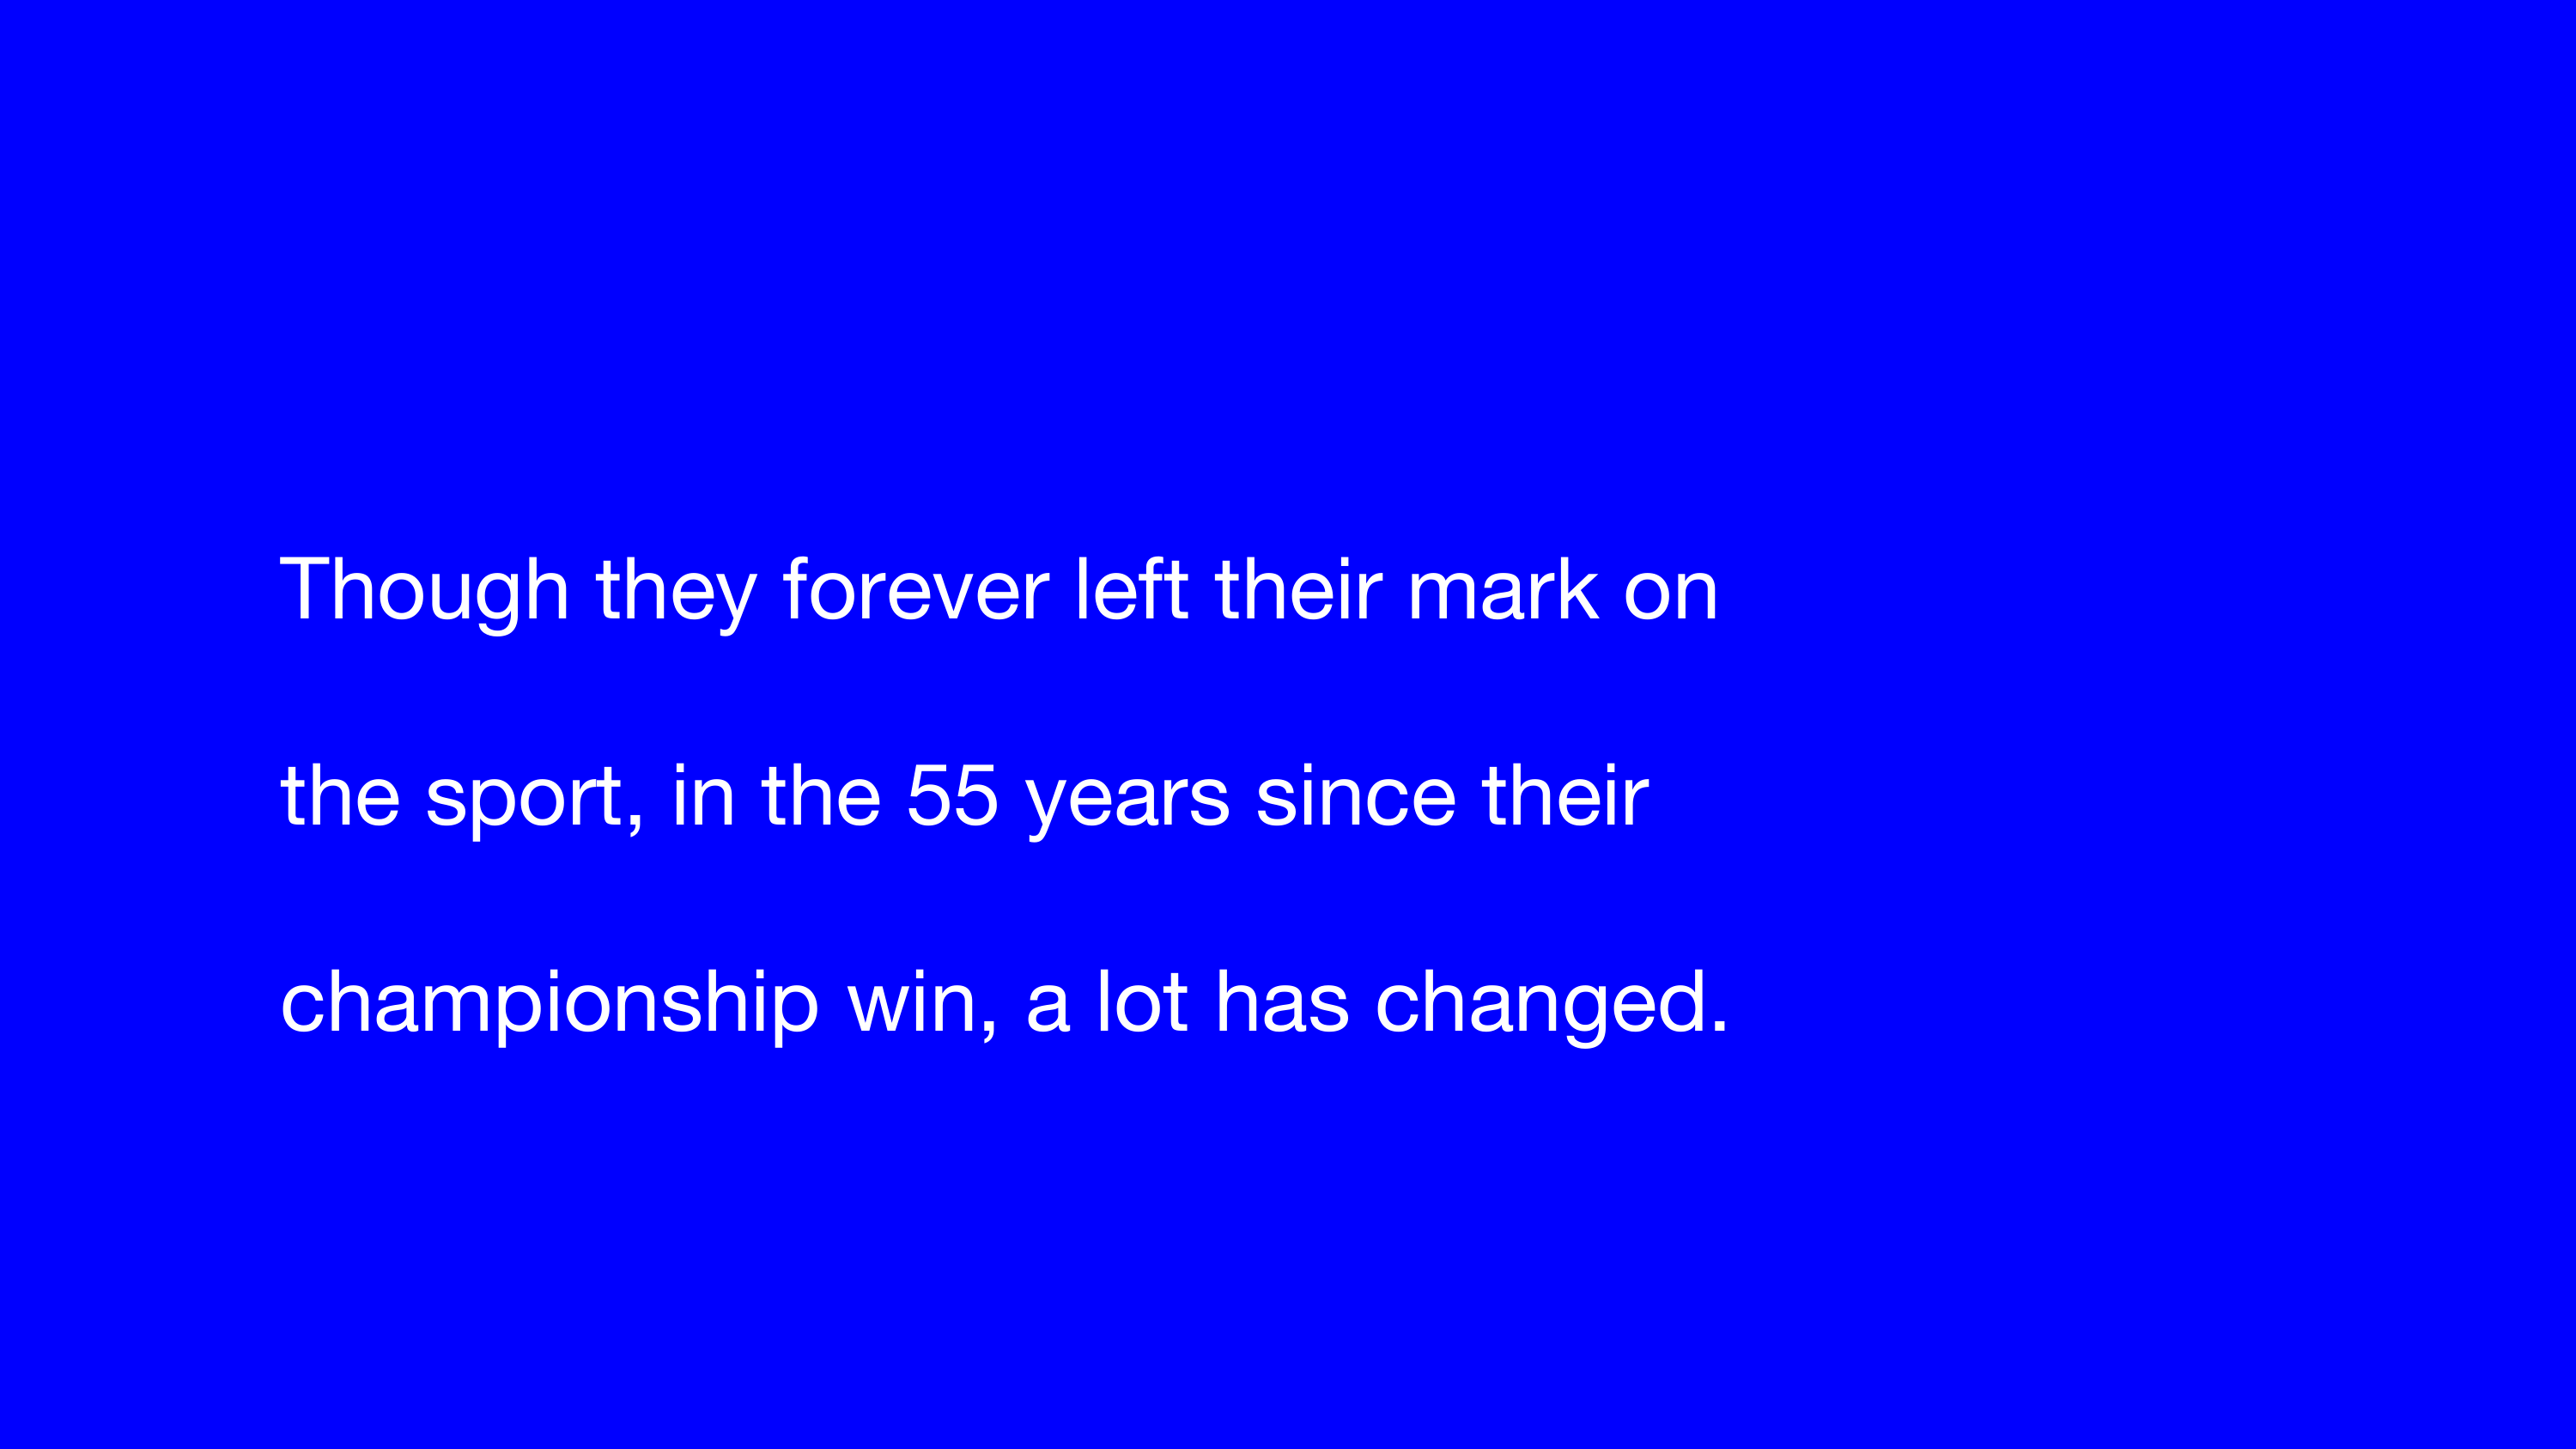 Though they forever left their mark on
the sport, in the 55 years since their
championship win, a lot has changed.